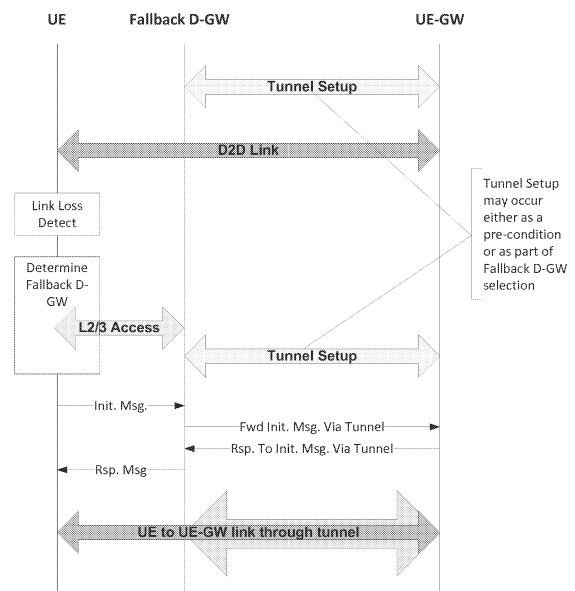 UE
Fallback D-GW
UE-GW
Tunnel Setup
D2D Link
Link Loss
Detect
Tunnel Setup
may occur
either as a
pre-condition
or as part of
Fallback D-GW
selection
Determine
Fallback D-
GW
L2/3 Access
Tunnel Setup
Init. Msg.
Fwd Init. Msg. Via Tunnel
Rsp. To Init. Msg. Via Tunnel
Rsp. Msg
UE to UE-GW link through tunnel